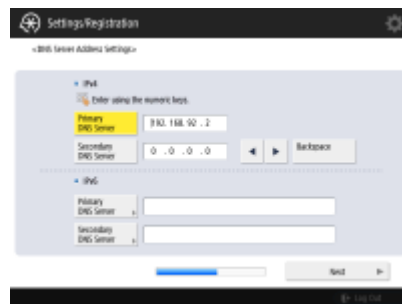 Settings/Registration
<DNS Server Address Settings>
IPv4
Enter using the numeric keys.
Primary
DNS Server
192. 168. 92 . 2
Secondary
DNS Server
0 . 0 . 0 . 0
Backspace
IPv6
Primary
DNS Server
Secondary
DNS Server
Next
Log Out